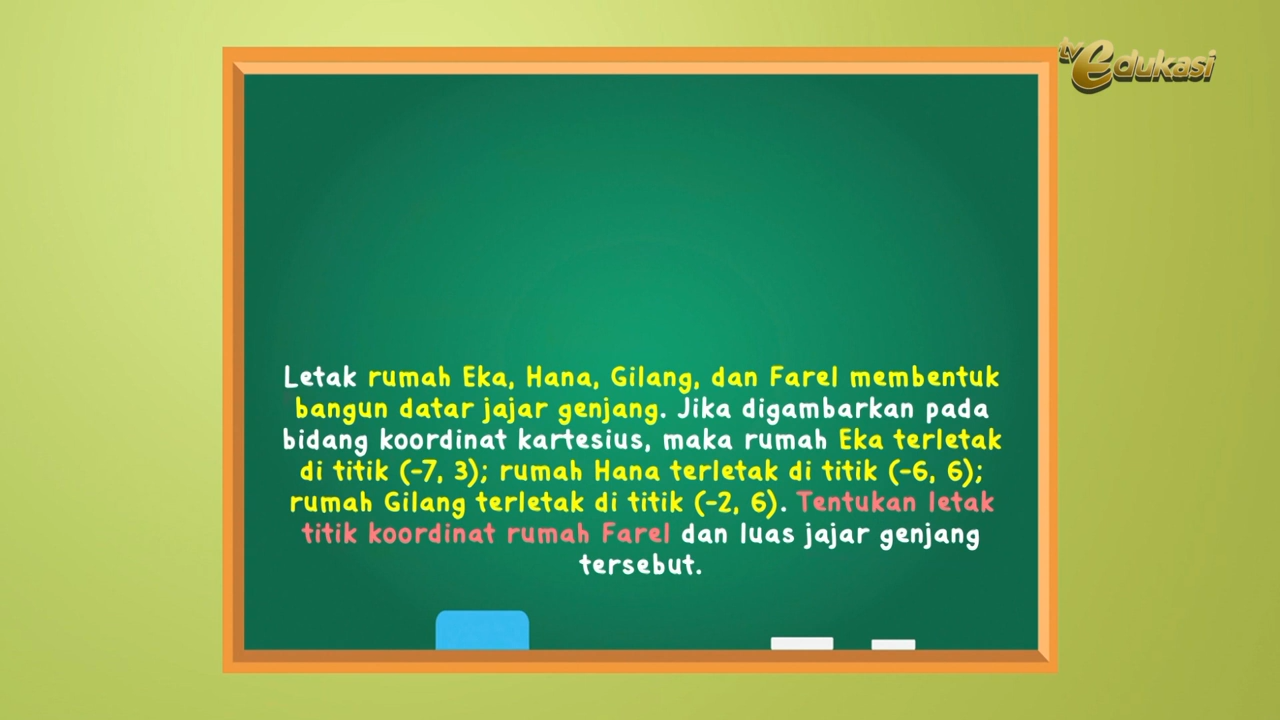 tv edukasi
Letak rumah Eka, Hana, Gilang, dan Farel membentuk
bangun datar jajar genjang. Jika digambarkan pada
bidang koordinat kartesius, maka rumah Eka terletak
di titik (-7, 3); rumah Hana terletak di titik (-6, 6);
rumah Gilang terletak di titik (-2, 6). Tentukan letak
titik koordinat rumah Farel dan luas jajar genjang
tersebut.